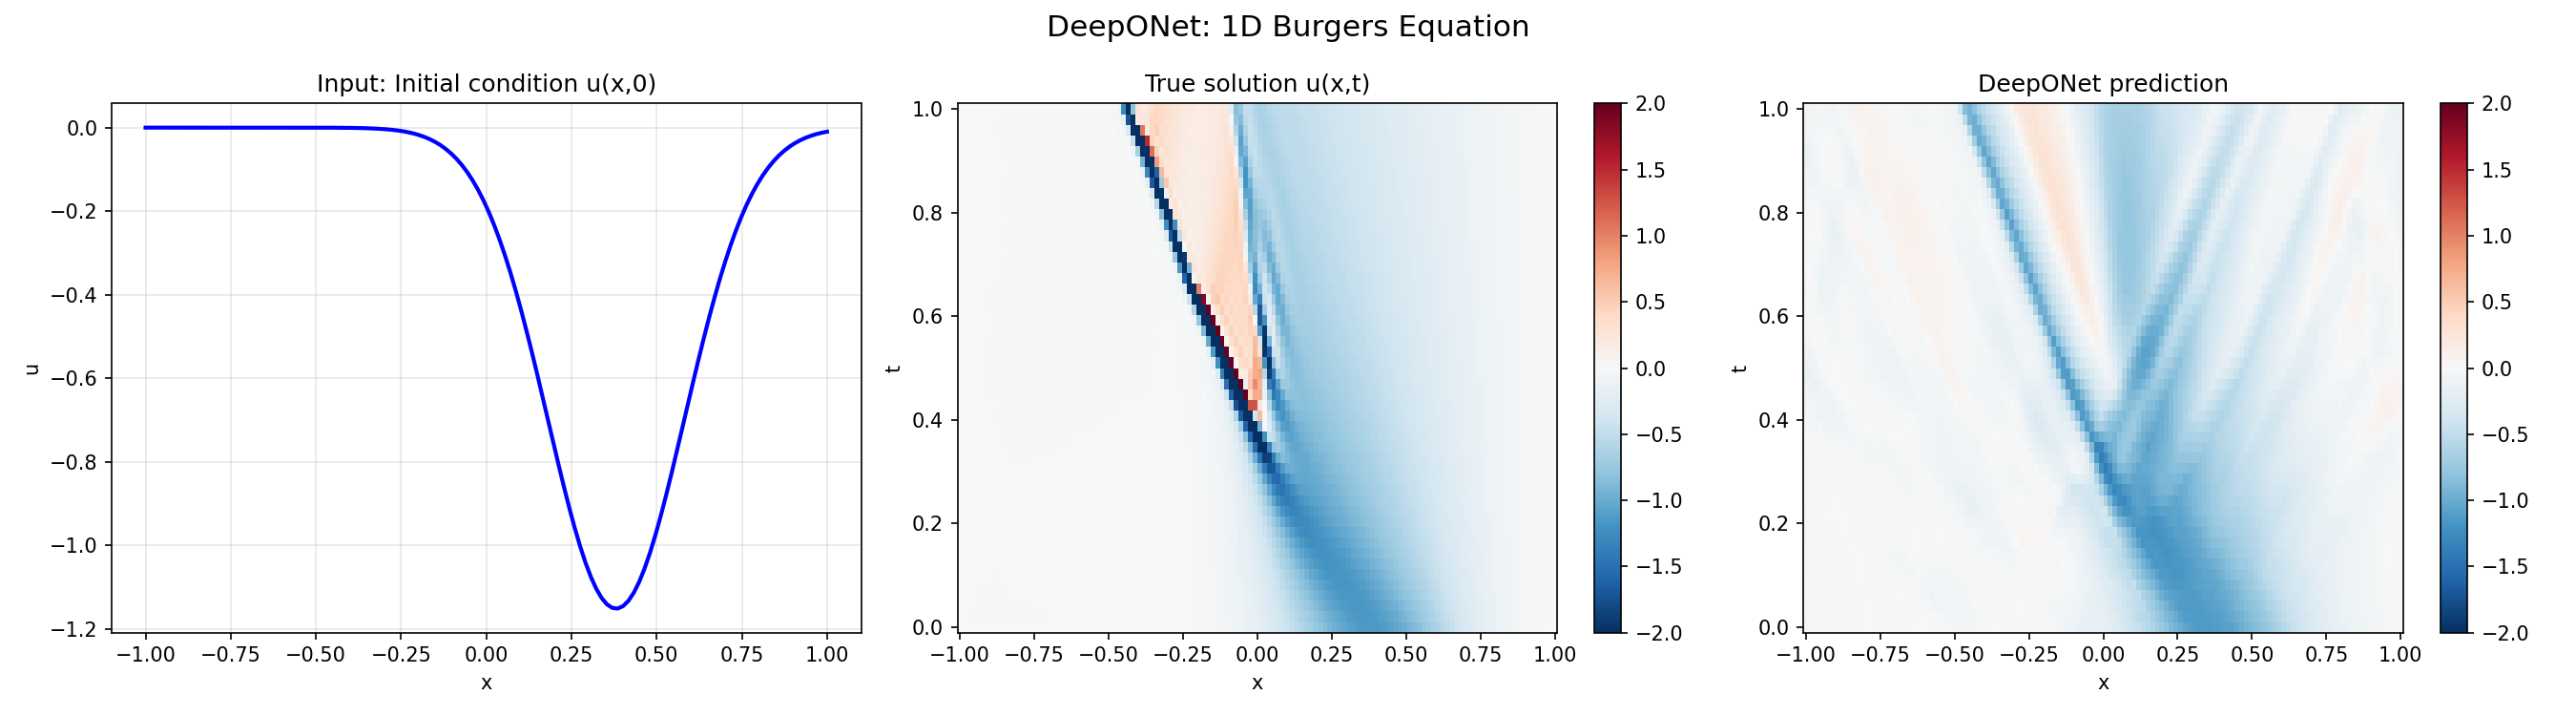 DeepONet: 1D Burgers Equation
Input: Initial condition u(x,0)
0.0
−0.2
−0.4
−0.6
−0.8
−1.0
−1.2
u
−1.00 −0.75 −0.50 −0.25 0.00 0.25 0.50 0.75 1.00
x
True solution u(x,t)
1.0
0.8
0.6
0.4
0.2
0.0
t
−1.00 −0.75 −0.50 −0.25 0.00 0.25 0.50 0.75 1.00
x
2.0
1.5
1.0
0.5
0.0
−0.5
−1.0
−1.5
−2.0
DeepONet prediction
1.0
0.8
0.6
0.4
0.2
0.0
t
−1.00 −0.75 −0.50 −0.25 0.00 0.25 0.50 0.75 1.00
x
2.0
1.5
1.0
0.5
0.0
−0.5
−1.0
−1.5
−2.0